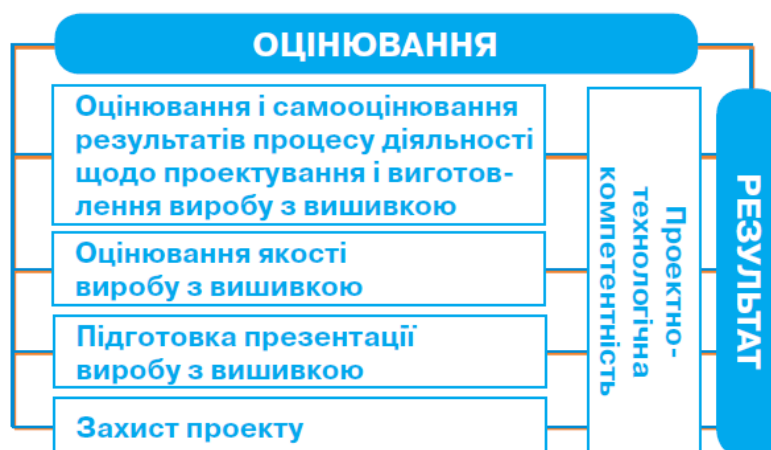 ОЦІНЮВАННЯ
Оцінювання і самооцінювання
результатів процесу діяльності
щодо проектування і виготов-
лення виробу з вишивкою
Оцінювання якості
виробу з вишивкою
Підготовка презентації
виробу з вишивкою
Захист проекту
Проектно-
технологічна
компетентність
РЕЗУЛЬТАТ